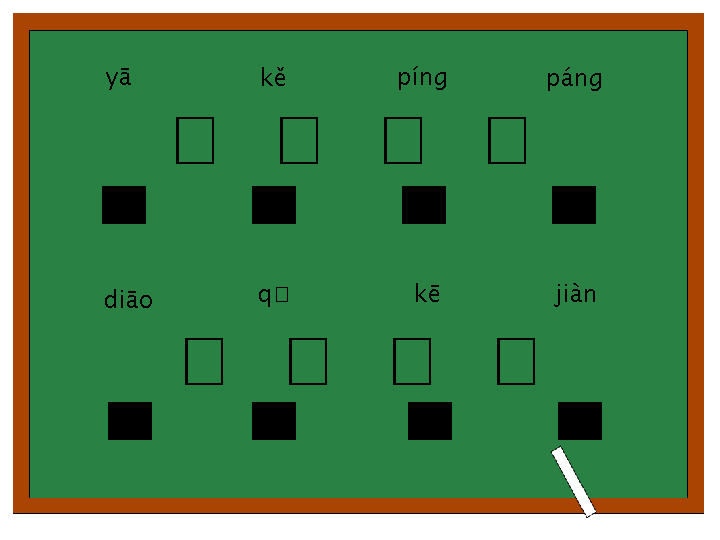 yā kě píng páng
diāo q□ kē jiàn